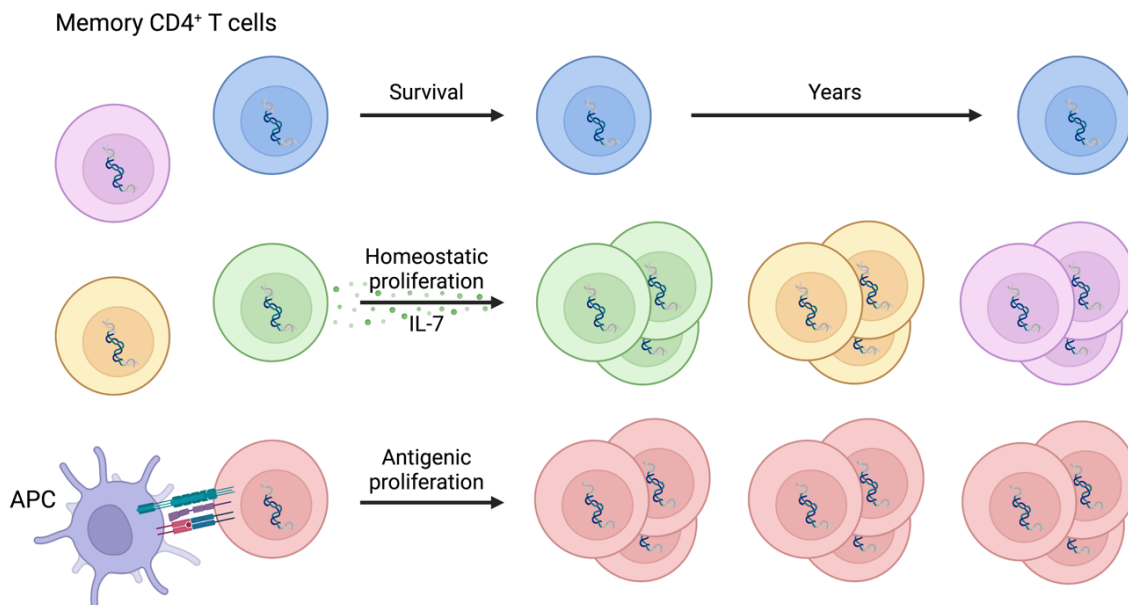 Memory CD4⁺ T cells
Survival
Years
Homeostatic
proliferation
IL-7
APC
Antigenic
proliferation